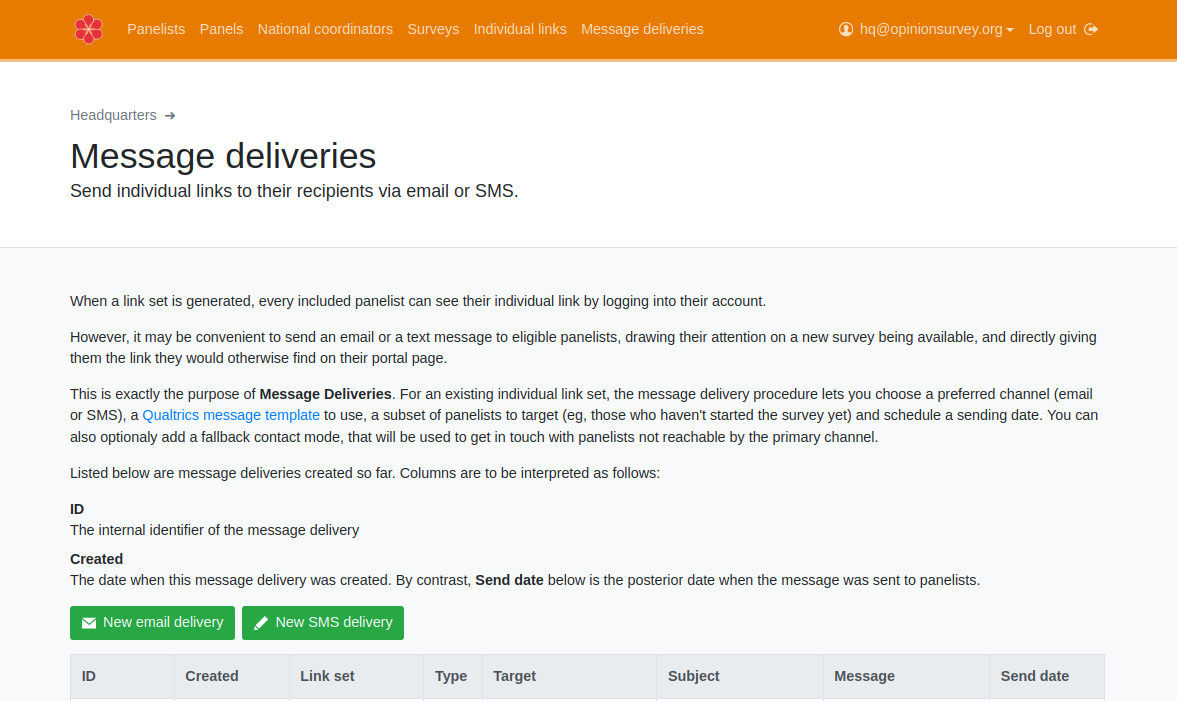 Panelists Panels National coordinators Surveys Individual links Message deliveries hq@opinionsurvey.org Log out
Headquarters
Message deliveries
Send individual links to their recipients via email or SMS.
When a link set is generated, every included panelist can see their individual link by logging into their account.
However, it may be convenient to send an email or a text message to eligible panelists, drawing their attention on a new survey being available, and directly giving
them the link they would otherwise find on their portal page.
This is exactly the purpose of Message Deliveries. For an existing individual link set, the message delivery procedure lets you choose a preferred channel (email
or SMS), a Qualtrics message template to use, a subset of panelists to target (eg, those who haven't started the survey yet) and schedule a sending date. You can
also optionaly add a fallback contact mode, that will be used to get in touch with panelists not reachable by the primary channel.
Listed below are message deliveries created so far. Columns are to be interpreted as follows:
ID
The internal identifier of the message delivery
Created
The date when this message delivery was created. By contrast, Send date below is the posterior date when the message was sent to panelists.
New email delivery New SMS delivery
ID Created Link set Type Target Subject Message Send date